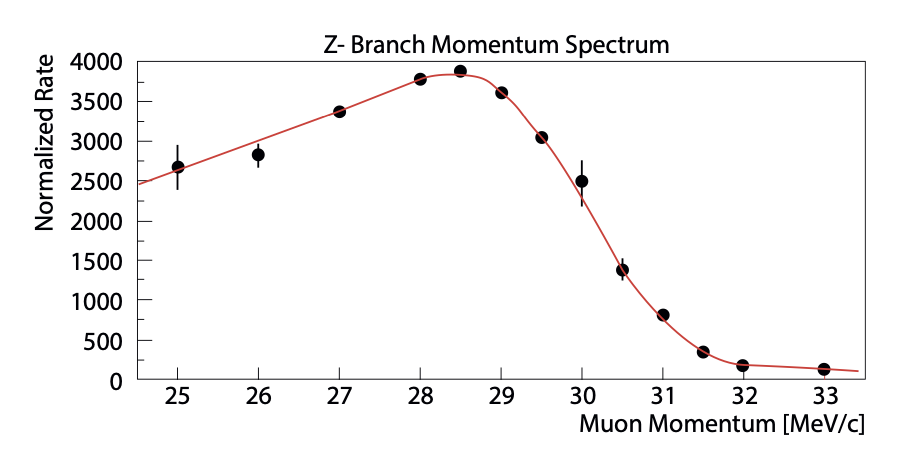 Z- Branch Momentum Spectrum
Normalized Rate
4000
3500
3000
2500
2000
1500
1000
500
0
25 26 27 28 29 30 31 32 33
Muon Momentum [MeV/c]